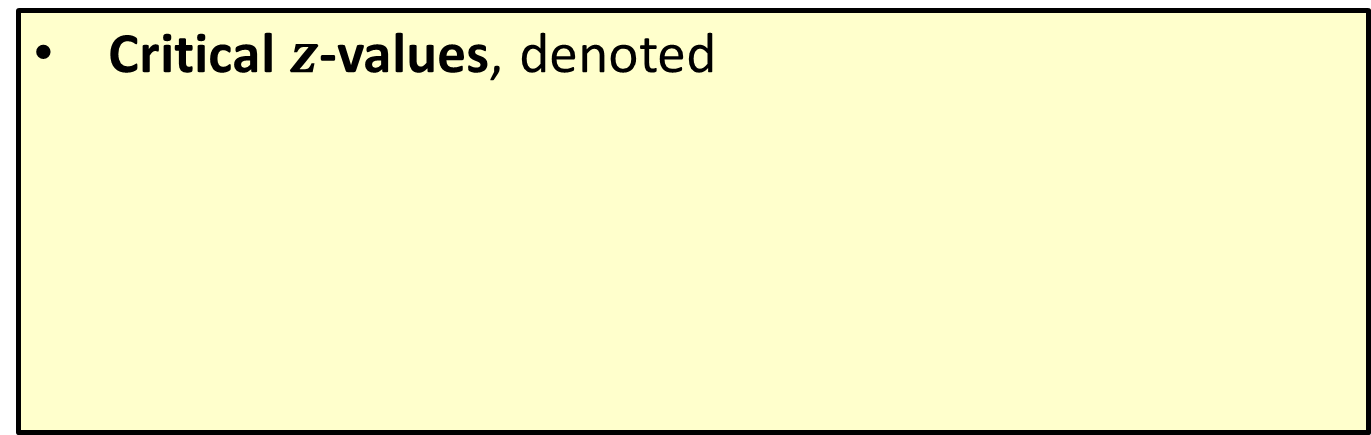 • Critical z-values, denoted